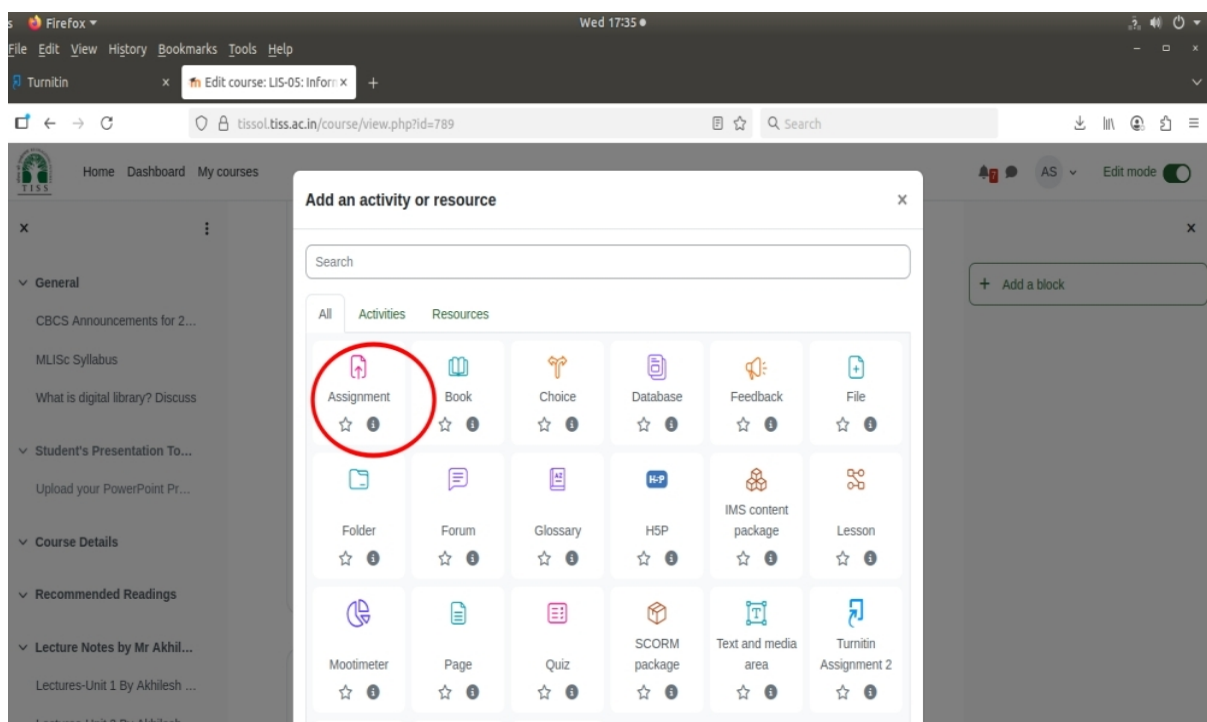 s Firefox ▾ Wed 17:35 ●
File Edit View History Bookmarks Tools Help
Turnitin × Edit course: LIS-05: Inforn × +
tissol.tiss.ac.in/course/view.php?id=789 Search
TISS Home Dashboard My courses 7 AS Edit mode
Add an activity or resource ×
Search
General
+ Add a block
All Activities Resources
CBCS Announcements for 2...
MLISc Syllabus
What is digital library? Discuss
Assignment Book Choice Database Feedback File
Student's Presentation To...
Upload your PowerPoint Pr...
H-P
IMS content
Folder Forum Glossary H5P package Lesson
Course Details
Recommended Readings
SCORM Text and media Turnitin
Lecture Notes by Mr Akhil...
Mootimeter Page Quiz package area Assignment 2
Lectures-Unit 1 By Akhilesh ...